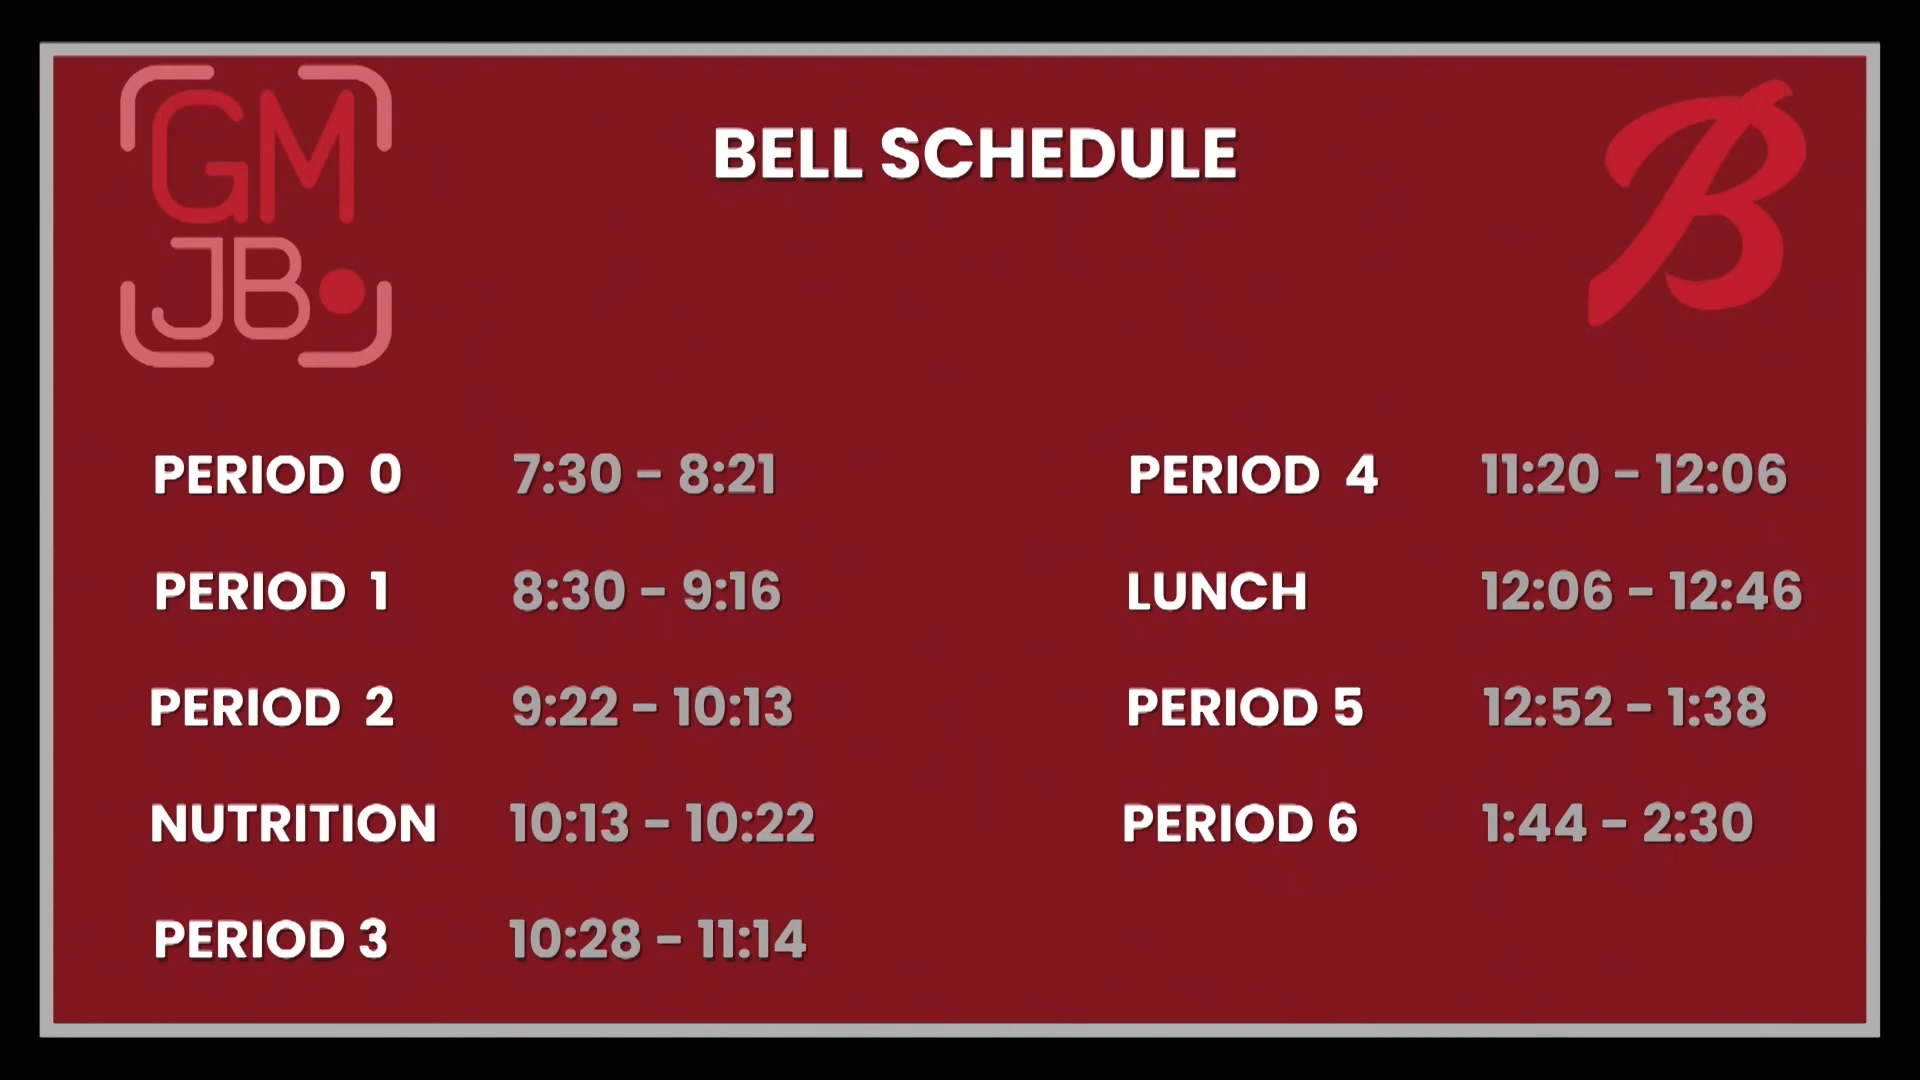 GM
JB
B
BELL SCHEDULE
PERIOD 0 7:30 - 8:21
PERIOD 1 8:30 - 9:16
PERIOD 2 9:22 - 10:13
NUTRITION 10:13 - 10:22
PERIOD 3 10:28 - 11:14
PERIOD 4 11:20 - 12:06
LUNCH 12:06 - 12:46
PERIOD 5 12:52 - 1:38
PERIOD 6 1:44 - 2:30